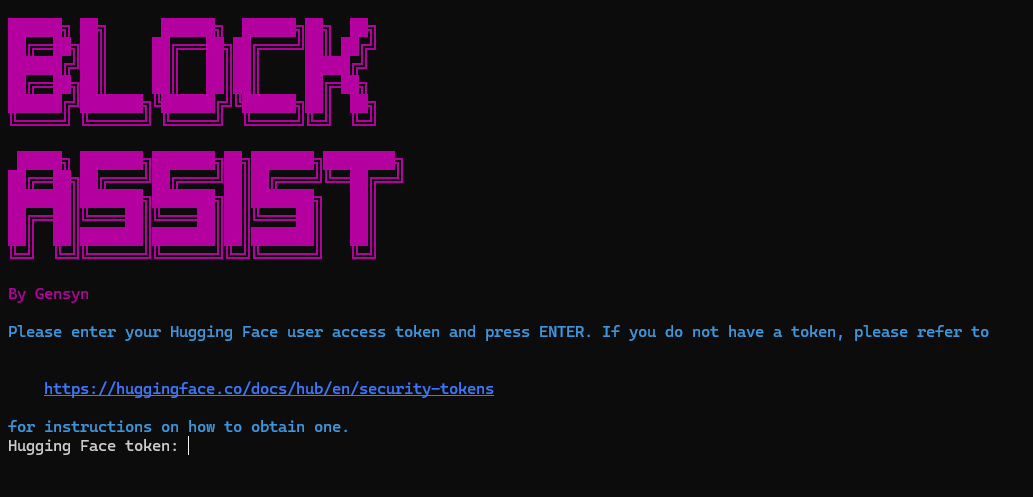 BLOCK
ASSIST
By Gensyn
Please enter your Hugging Face user access token and press ENTER. If you do not have a token, please refer to
https://huggingface.co/docs/hub/en/security-tokens
for instructions on how to obtain one.
Hugging Face token: